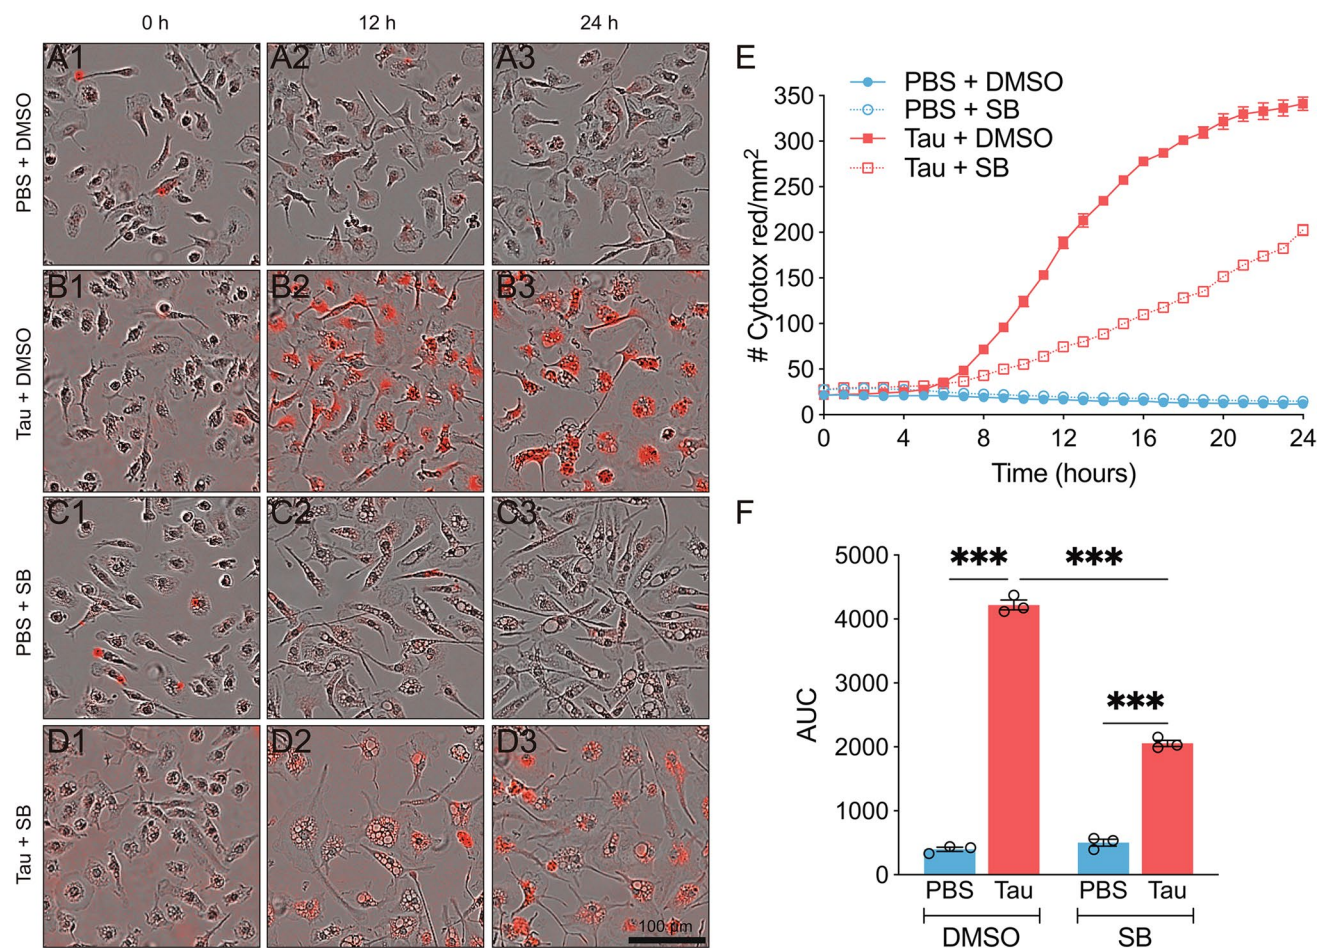 0 h 12 h 24 h
PBS + DMSO
A1 A2 A3
Tau + DMSO
B1 B2 B3
PBS + SB
C1 C2 C3
Tau + SB
D1 D2 D3
100 µm
E
PBS + DMSO
PBS + SB
Tau + DMSO
Tau + SB
# Cytotox red/mm²
350
300
250
200
150
100
50
0
0 4 8 12 16 20 24
Time (hours)
F
*** ***
***
AUC
5000
4000
3000
2000
1000
0
PBS Tau PBS Tau
DMSO SB